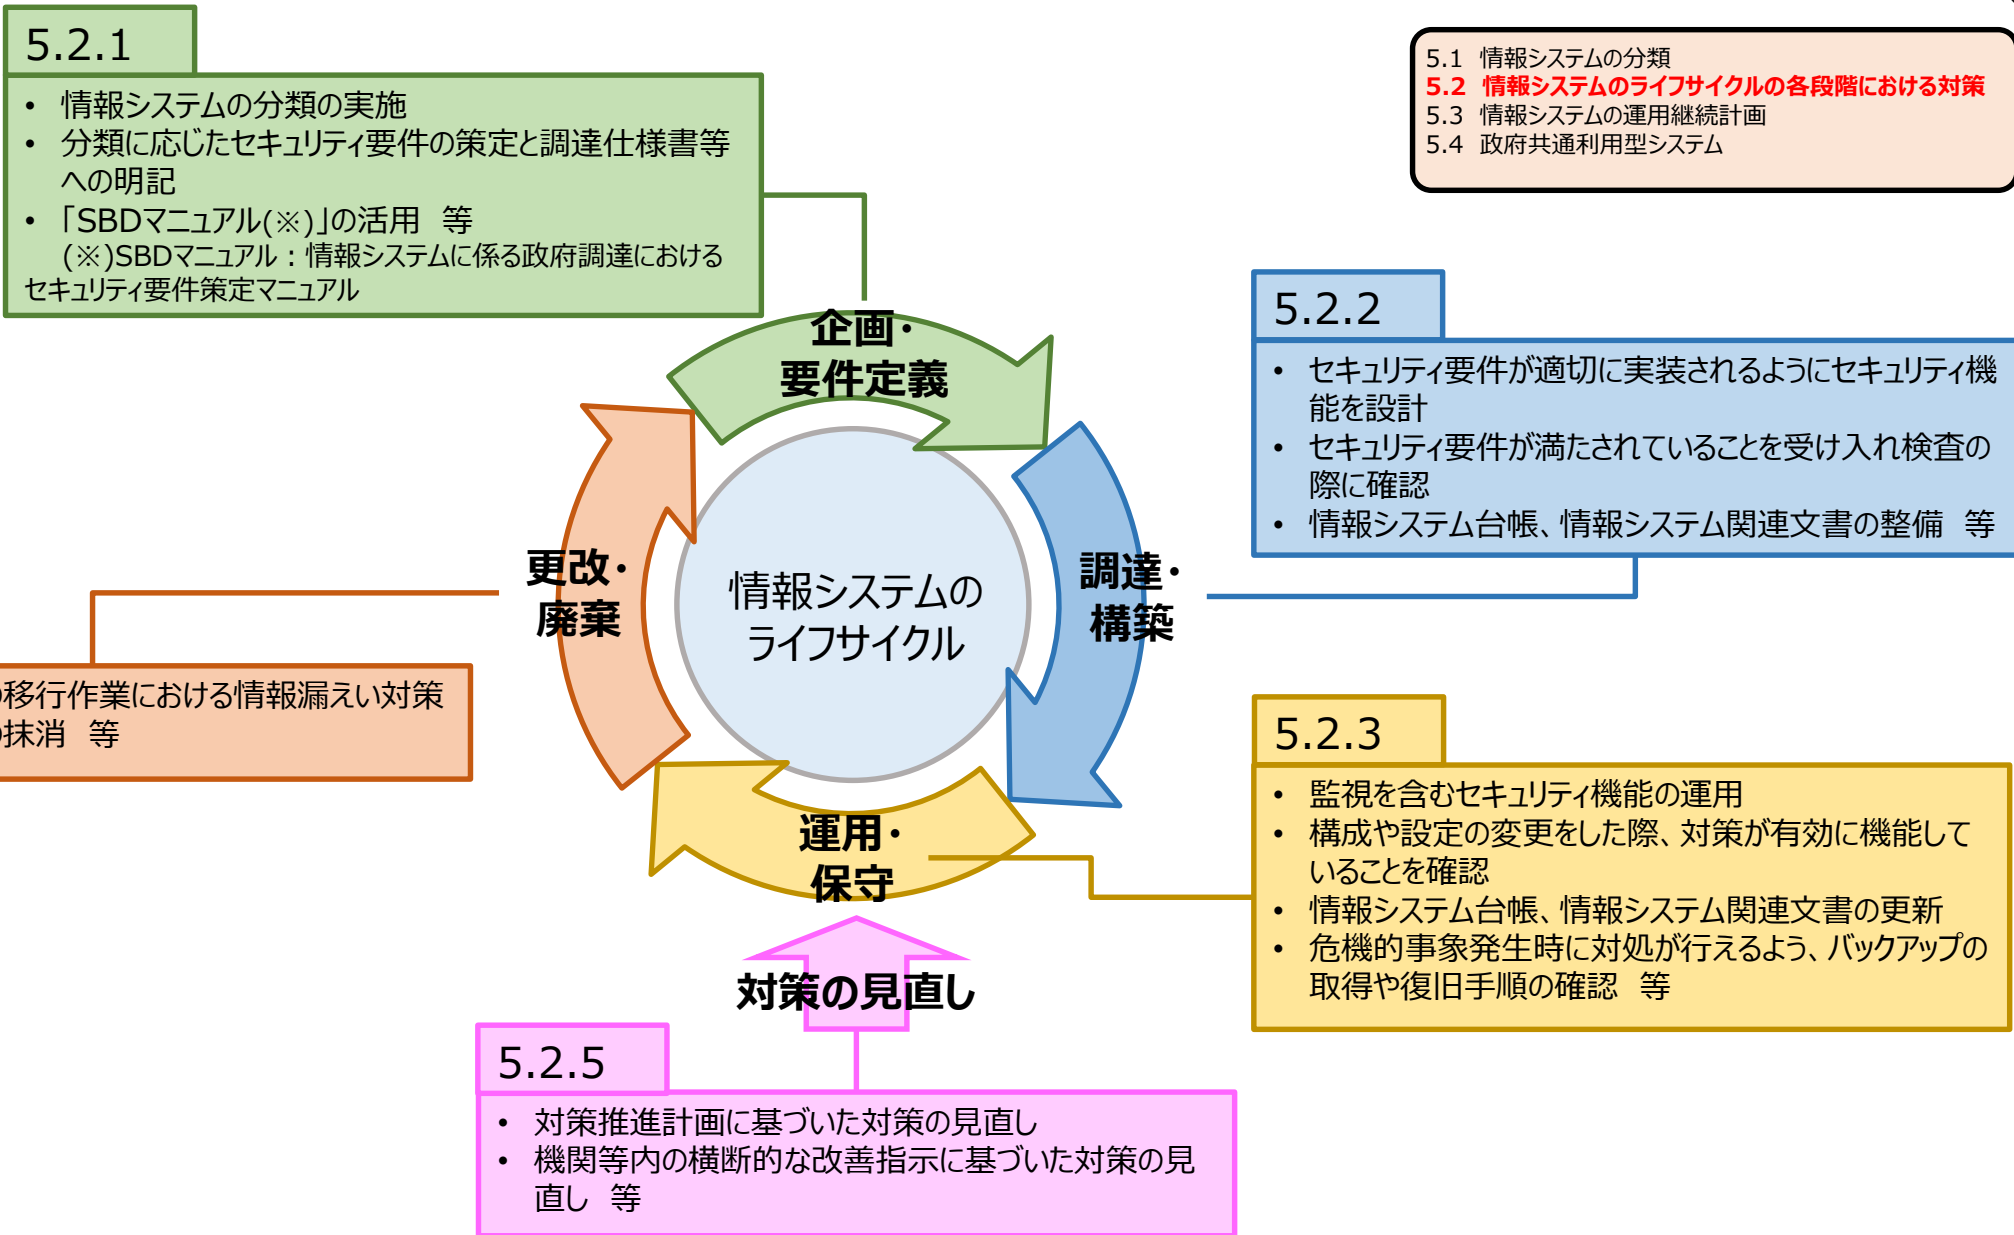 5.2.1
• 情報システムの分類の実施
• 分類に応じたセキュリティ要件の策定と調達仕様書等
への明記
• 「SBDマニュアル(※)」の活用　等
(※)SBDマニュアル：情報システムに係る政府調達における
セキュリティ要件策定マニュアル
5.1 情報システムの分類
5.2 情報システムのライフサイクルの各段階における対策
5.3 情報システムの運用継続計画
5.4 政府共通利用型システム
企画・
要件定義
5.2.2
• セキュリティ要件が適切に実装されるようにセキュリティ機
能を設計
• セキュリティ要件が満たされていることを受け入れ検査の
際に確認
• 情報システム台帳、情報システム関連文書の整備　等
更改・
廃棄
情報システムの
ライフサイクル
調達・
構築
の移行作業における情報漏えい対策
の抹消　等
運用・
保守
5.2.3
• 監視を含むセキュリティ機能の運用
• 構成や設定の変更をした際、対策が有効に機能して
いることを確認
• 情報システム台帳、情報システム関連文書の更新
• 危機的事象発生時に対処が行えるよう、バックアップの
取得や復旧手順の確認　等
対策の見直し
5.2.5
• 対策推進計画に基づいた対策の見直し
• 機関等内の横断的な改善指示に基づいた対策の見
直し　等